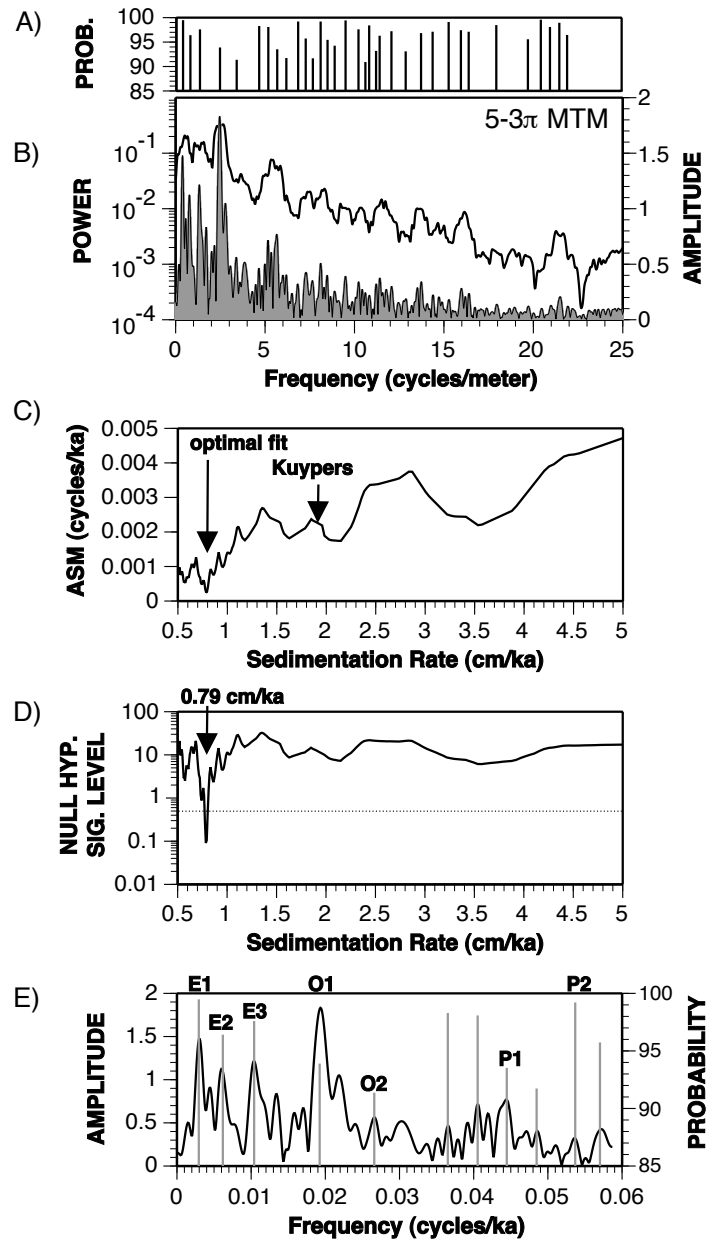 A)
PROB.
100
95
90
85
B)
5-3π MTM
POWER
10-1
10-2
10-3
10-4
AMPLITUDE
2
1.5
1
0.5
0
0 5 10 15 20 25
Frequency (cycles/meter)
C)
ASM (cycles/ka)
0.005
0.004
0.003
0.002
0.001
0
optimal fit
Kuypers
0.5 1 1.5 2 2.5 3 3.5 4 4.5 5
Sedimentation Rate (cm/ka)
D)
0.79 cm/ka
NULL HYP.
SIG. LEVEL
100
10
1
0.1
0.01
0.5 1 1.5 2 2.5 3 3.5 4 4.5 5
Sedimentation Rate (cm/ka)
E)
E1 O1 P2
E2 E3
O2 P1
AMPLITUDE
2
1.5
1
0.5
0
PROBABILITY
100
95
90
85
0 0.01 0.02 0.03 0.04 0.05 0.06
Frequency (cycles/ka)